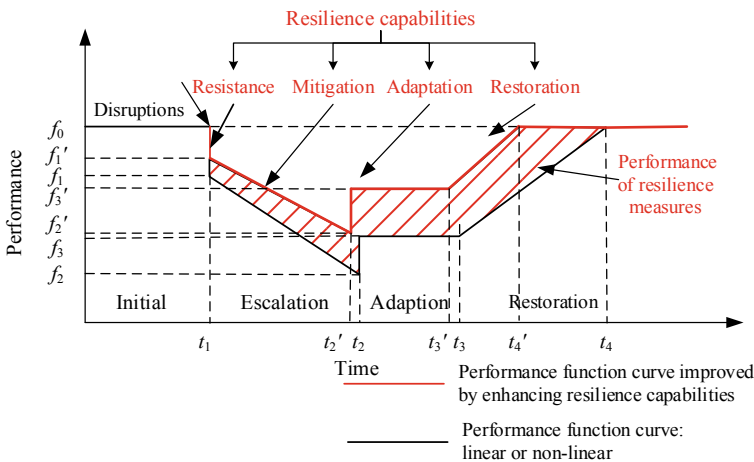 Resilience capabilities
Resistance Mitigation Adaptation Restoration
Disruptions
Performance
f0
f1′
f1
f3′
f2′
f3
f2
Performance
of resilience
measures
Initial Escalation Adaption Restoration
t1 t2′ t2 t3′ t3 t4′ t4
Time
Performance function curve improved
by enhancing resilience capabilities
Performance function curve:
linear or non-linear